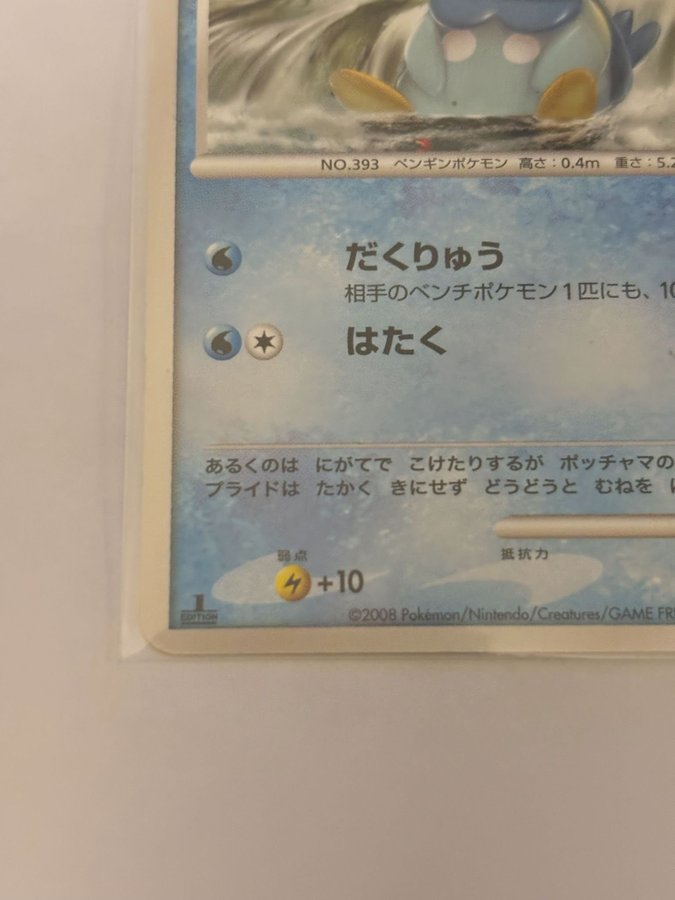 NO.393 ペンギンポケモン 高さ:0.4m 重さ:5.2
だくりゅう
相手のベンチポケモン1匹にも、10
はたく
あるくのは にがてで こけたりするが ポッチャマの
プライドは たかく きにせず どうどうと むねを
弱点 抵抗力
+10
1 EDITION ©2008 Pokémon/Nintendo/Creatures/GAME FR